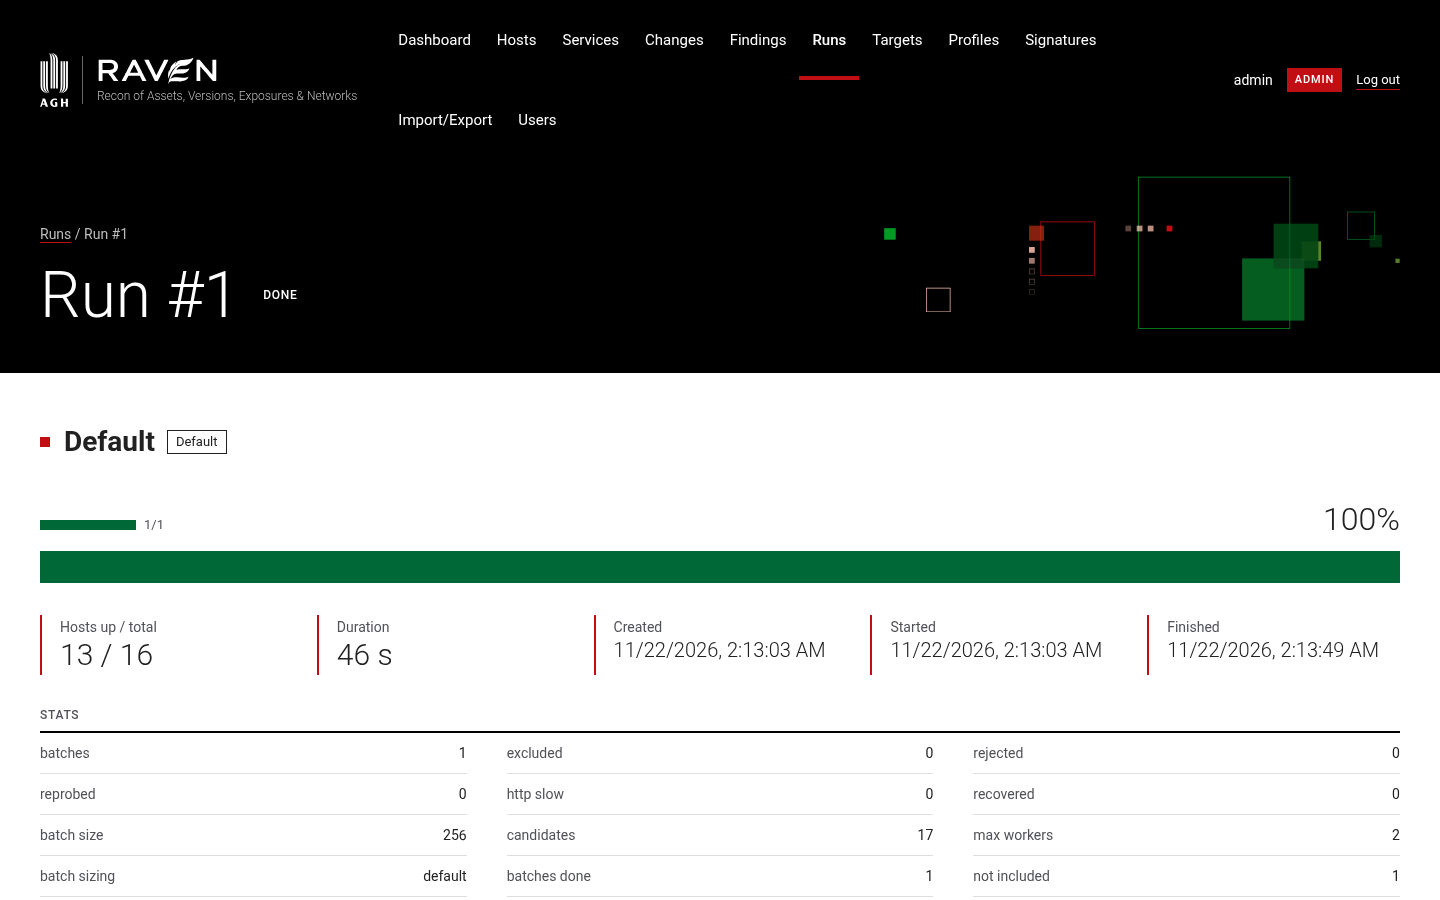 Dashboard Hosts Services Changes Findings Runs Targets Profiles Signatures
AGH RAVEN
Recon of Assets, Versions, Exposures & Networks
admin ADMIN Log out
Import/Export Users
Runs / Run #1
Run #1 DONE
Default Default
1/1 100%
Hosts up / total Duration Created Started Finished
13 / 16 46 s 11/22/2026, 2:13:03 AM 11/22/2026, 2:13:03 AM 11/22/2026, 2:13:49 AM
STATS
batches 1 excluded 0 rejected 0
reprobed 0 http slow 0 recovered 0
batch size 256 candidates 17 max workers 2
batch sizing default batches done 1 not included 1